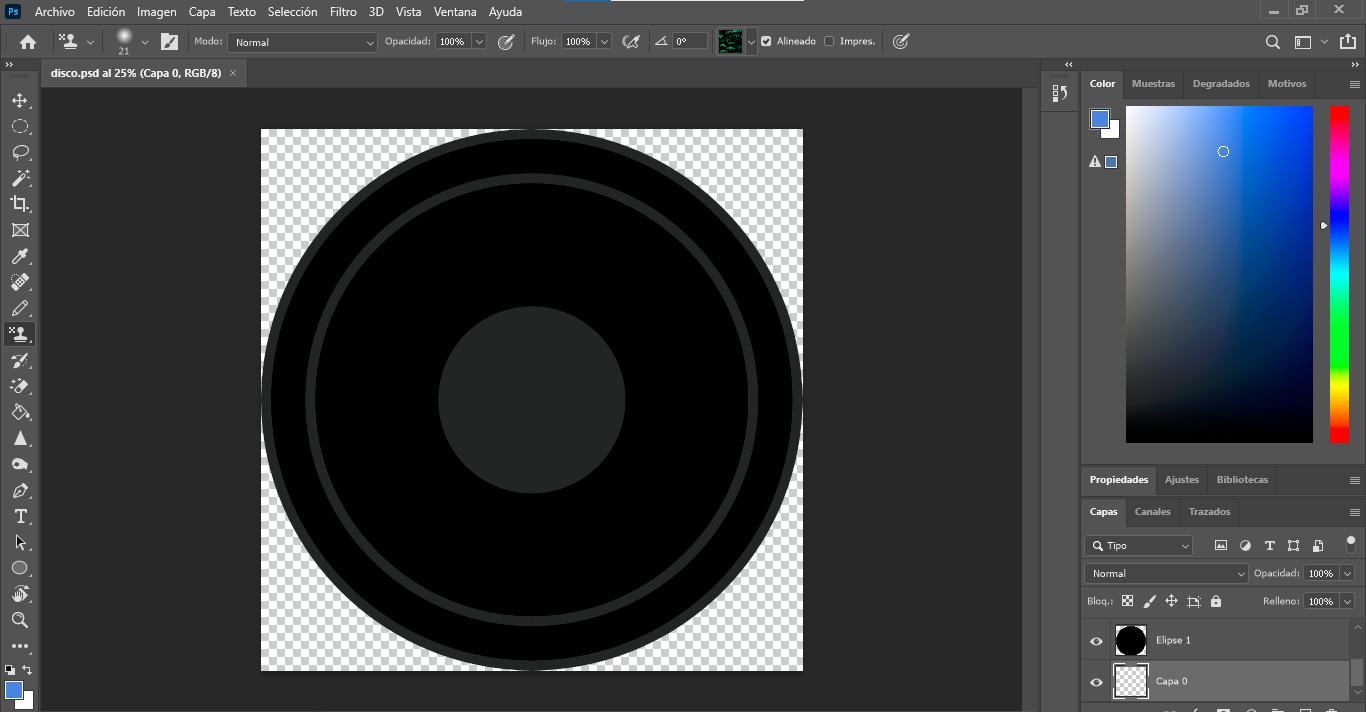 Ps Archivo Edición Imagen Capa Texto Selección Filtro 3D Vista Ventana Ayuda
21 Modo: Normal Opacidad: 100% Flujo: 100% 0° Alineado Impres.
disco.psd al 25% (Capa 0, RGB/8)
Color Muestras Degradados Motivos
Propiedades Ajustes Bibliotecas
Capas Canales Trazados
Tipo
Normal Opacidad: 100%
Bloq.: Relleno: 100%
Elipse 1
Capa 0